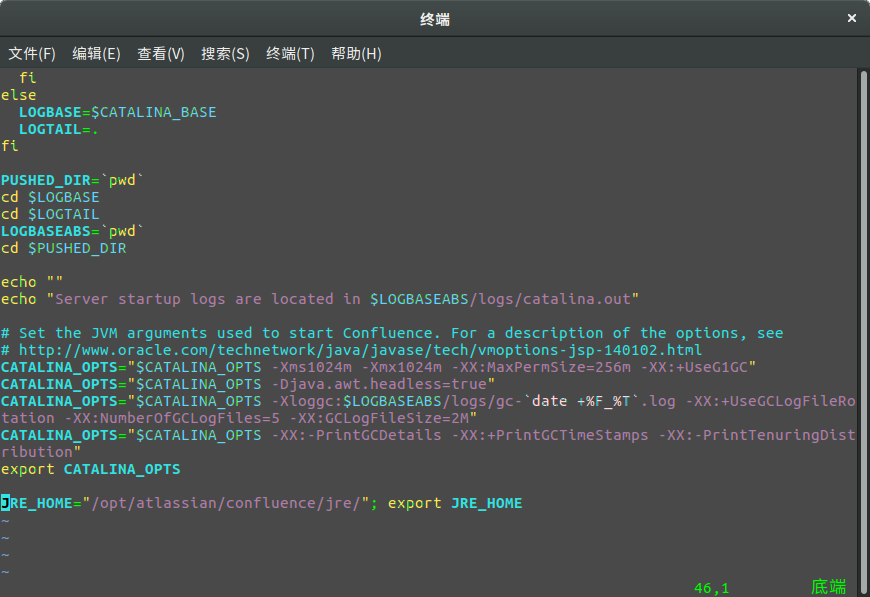 终端
文件(F) 编辑(E) 查看(V) 搜索(S) 终端(T) 帮助(H)
  fi
else
  LOGBASE=$CATALINA_BASE
  LOGTAIL=.
fi

PUSHED_DIR=`pwd`
cd $LOGBASE
cd $LOGTAIL
LOGBASEABS=`pwd`
cd $PUSHED_DIR

echo ""
echo "Server startup logs are located in $LOGBASEABS/logs/catalina.out"

# Set the JVM arguments used to start Confluence. For a description of the options, see
# http://www.oracle.com/technetwork/java/javase/tech/vmoptions-jsp-140102.html
CATALINA_OPTS="$CATALINA_OPTS -Xms1024m -Xmx1024m -XX:MaxPermSize=256m -XX:+UseG1GC"
CATALINA_OPTS="$CATALINA_OPTS -Djava.awt.headless=true"
CATALINA_OPTS="$CATALINA_OPTS -Xloggc:$LOGBASEABS/logs/gc-`date +%F_%T`.log -XX:+UseGCLogFileRo
tation -XX:NumberOfGCLogFiles=5 -XX:GCLogFileSize=2M"
CATALINA_OPTS="$CATALINA_OPTS -XX:-PrintGCDetails -XX:+PrintGCTimeStamps -XX:-PrintTenuringDist
ribution"
export CATALINA_OPTS

JRE_HOME="/opt/atlassian/confluence/jre/"; export JRE_HOME
~
~
~
~
46,1 底端